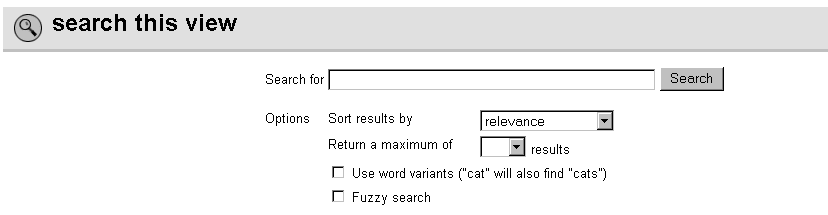 search this view
Search for Search
Options Sort results by relevance
Return a maximum of results
Use word variants ("cat" will also find "cats")
Fuzzy search